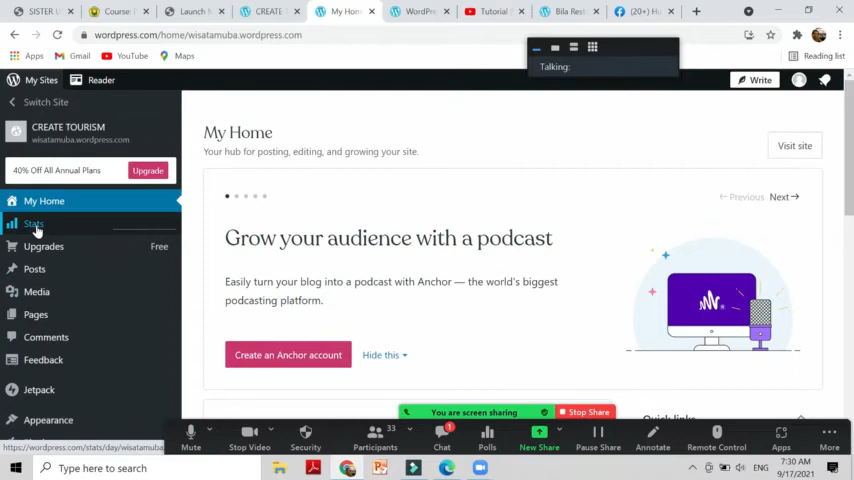 SISTER U
Course: F
Launch M
CREATE T
My Home
WordPre
Tutorial A
Bila Rest
(20+) Hu
wordpress.com/home/wisatamuba.wordpress.com
Apps
Gmail
YouTube
Maps
Reading list
Talking:
My Sites
Reader
Write
Switch Site
CREATE TOURISM
wisatamuba.wordpress.com
40% Off All Annual Plans
Upgrade
My Home
Stats
Upgrades
Free
Posts
Media
Pages
Comments
Feedback
Jetpack
Appearance
My Home
Your hub for posting, editing, and growing your site.
Visit site
Previous
Next
Grow your audience with a podcast
Easily turn your blog into a podcast with Anchor — the world's biggest
podcasting platform.
Create an Anchor account
Hide this
Quick links
You are screen sharing
Stop Share
Mute
Stop Video
Security
Participants
33
Chat
1
Polls
New Share
Pause Share
Annotate
Remote Control
Apps
More
https://wordpress.com/stats/day/wisatamuba.
Type here to search
ENG
7:30 AM
9/17/2021